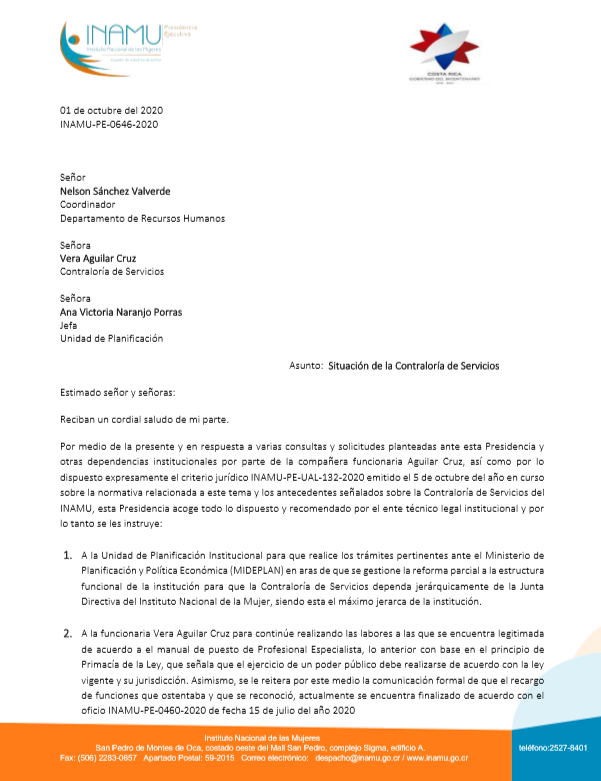 INAMU
Presidencia
Ejecutiva
Instituto Nacional de las Mujeres
COSTA RICA
GOBIERNO DEL BICENTENARIO
01 de octubre del 2020
INAMU-PE-0646-2020
Señor
Nelson Sánchez Valverde
Coordinador
Departamento de Recursos Humanos
Señora
Vera Aguilar Cruz
Contraloría de Servicios
Señora
Ana Victoria Naranjo Porras
Jefa
Unidad de Planificación
Asunto: Situación de la Contraloría de Servicios
Estimado señor y señoras:
Reciban un cordial saludo de mi parte.
Por medio de la presente y en respuesta a varias consultas y solicitudes planteadas ante esta Presidencia y
otras dependencias institucionales por parte de la compañera funcionaria Aguilar Cruz, así como por lo
dispuesto expresamente el criterio jurídico INAMU-PE-UAL-132-2020 emitido el 5 de octubre del año en curso
sobre la normativa relacionada a este tema y los antecedentes señalados sobre la Contraloría de Servicios del
INAMU, esta Presidencia acoge todo lo dispuesto y recomendado por el ente técnico legal institucional y por
lo tanto se les instruye:
1. A la Unidad de Planificación Institucional para que realice los trámites pertinentes ante el Ministerio de
Planificación y Política Económica (MIDEPLAN) en aras de que se gestione la reforma parcial a la estructura
funcional de la institución para que la Contraloría de Servicios dependa jerárquicamente de la Junta
Directiva del Instituto Nacional de la Mujer, siendo esta el máximo jerarca de la institución.
2. A la funcionaria Vera Aguilar Cruz para continúe realizando las labores a las que se encuentra legitimada
de acuerdo a el manual de puesto de Profesional Especialista, lo anterior con base en el principio de
Primacía de la Ley, que señala que el ejercicio de un poder público debe realizarse de acuerdo con la ley
vigente y su jurisdicción. Asimismo, se le reitera por este medio la comunicación formal de que el recargo
de funciones que ostentaba y que se reconoció, actualmente se encuentra finalizado de acuerdo con el
oficio INAMU-PE-0460-2020 de fecha 15 de julio del año 2020
Instituto Nacional de las Mujeres
San Pedro de Montes de Oca, costado oeste del Mall San Pedro, complejo Sigma, edificio A.
Fax: (506) 2283-0657 Apartado Postal: 59-2015 Correo electrónico: despacho@inamu.go.cr / www.inamu.go.cr
teléfono:2527-8401